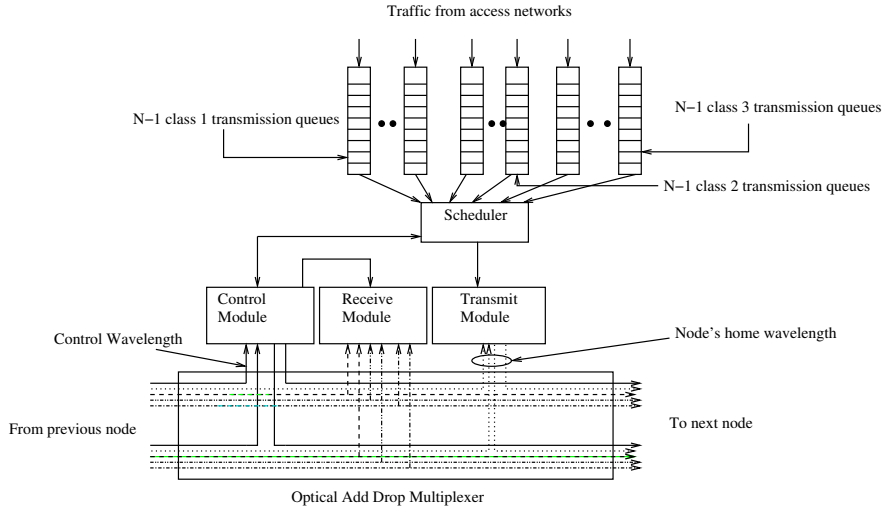 Traffic from access networks
N−1 class 1 transmission queues
N−1 class 3 transmission queues
N−1 class 2 transmission queues
Scheduler
Control
Module
Receive
Module
Transmit
Module
Control Wavelength
Node's home wavelength
From previous node
To next node
Optical Add Drop Multiplexer